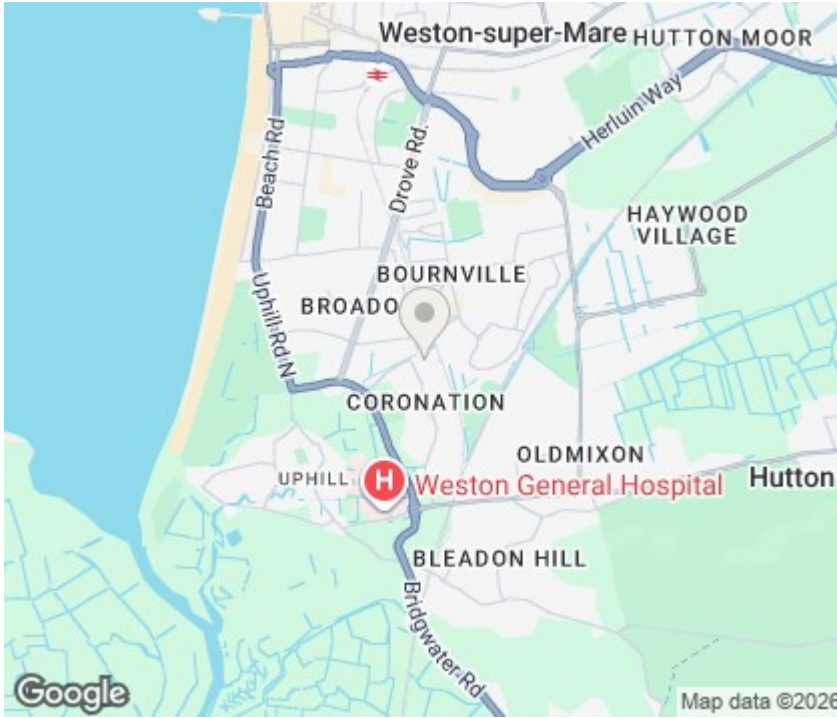 Weston-super-Mare
HUTTON MOOR
Herluin Way
Beach Rd
Drove Rd.
HAYWOOD
VILLAGE
BOURNVILLE
BROADO
Uphill Rd N
CORONATION
OLDMIXON
UPHILL
H
Weston General Hospital
Hutton
BLEADON HILL
Bridgwater Rd
Google
Map data ©2026